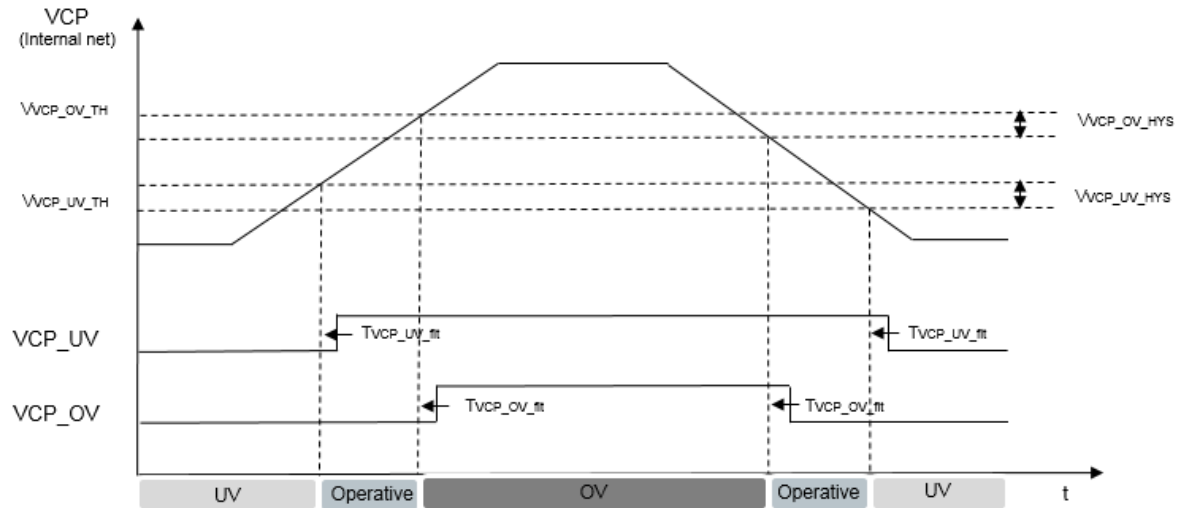 VCP
(Internal net)
VVCP_OV_TH
VVCP_OV_HYS
VVCP_UV_TH
VVCP_UV_HYS
VCP_UV
TVCP_UV_flt
TVCP_UV_flt
VCP_OV
TVCP_OV_flt
TVCP_OV_flt
UV
Operative
OV
Operative
UV
t